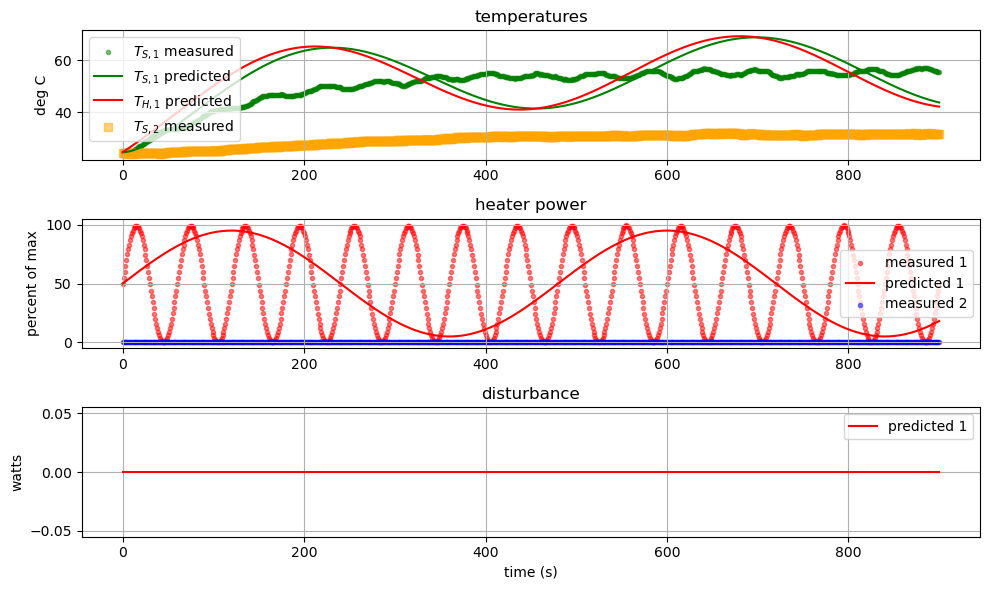 temperatures
deg C
60
40
T_{S,1} measured
T_{S,1} predicted
T_{H,1} predicted
T_{S,2} measured
0
200
400
600
800
heater power
percent of max
100
50
0
measured 1
predicted 1
measured 2
0
200
400
600
800
disturbance
watts
0.05
0.00
−0.05
predicted 1
0
200
400
600
800
time (s)